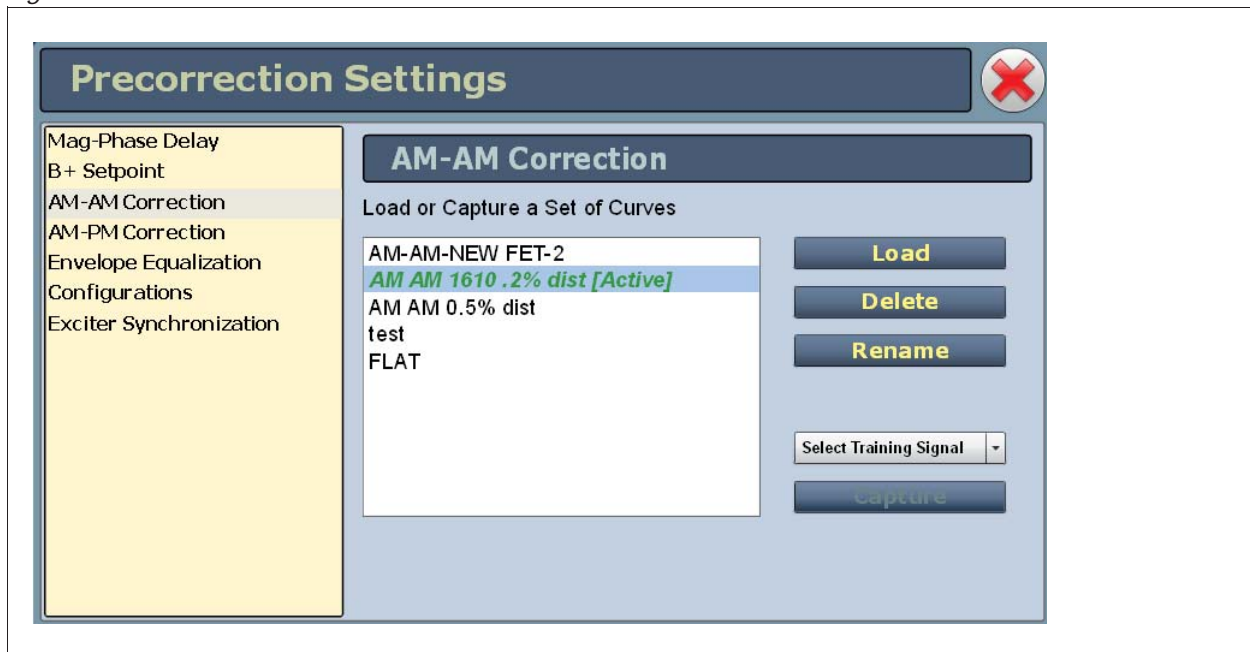 Precorrection Settings
Mag-Phase Delay
B+ Setpoint
AM-AM Correction
AM-PM Correction
Envelope Equalization
Configurations
Exciter Synchronization
AM-AM Correction
Load or Capture a Set of Curves
AM-AM-NEW FET-2
AM AM 1610 .2% dist [Active]
AM AM 0.5% dist
test
FLAT
Load
Delete
Rename
Select Training Signal
Capture